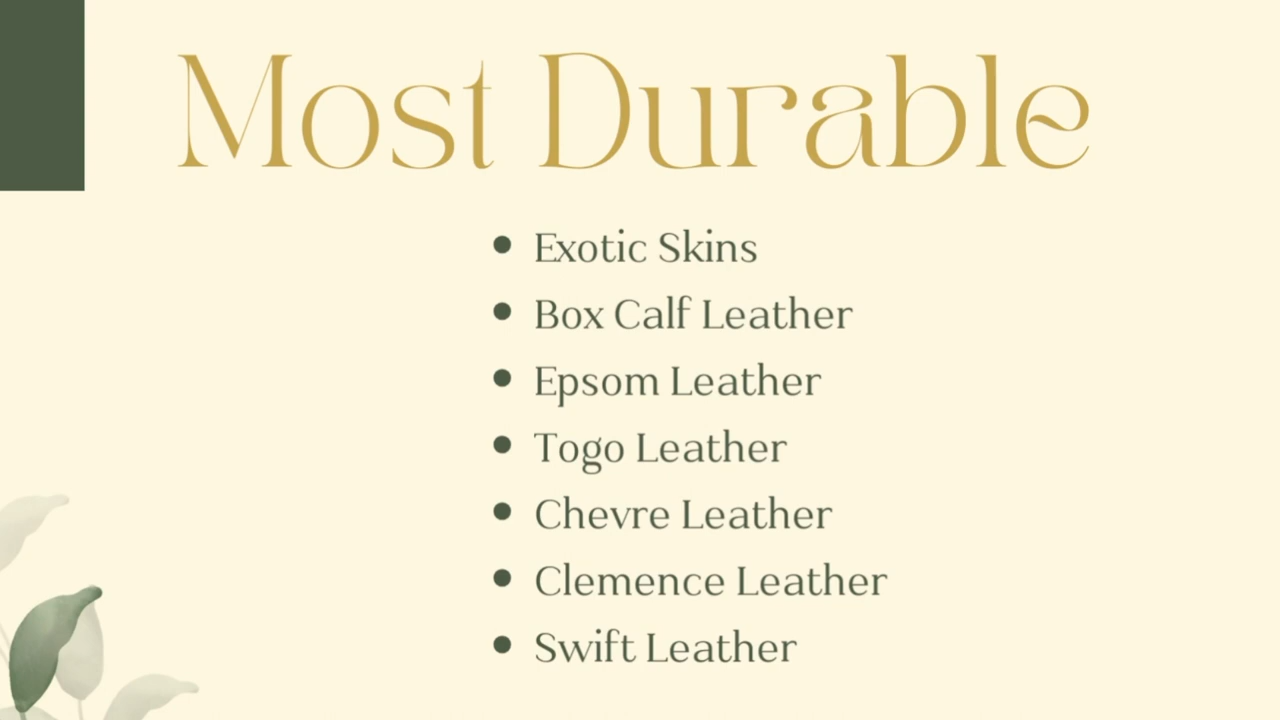 Most Durable
• Exotic Skins
• Box Calf Leather
• Epsom Leather
• Togo Leather
• Chevre Leather
• Clemence Leather
• Swift Leather